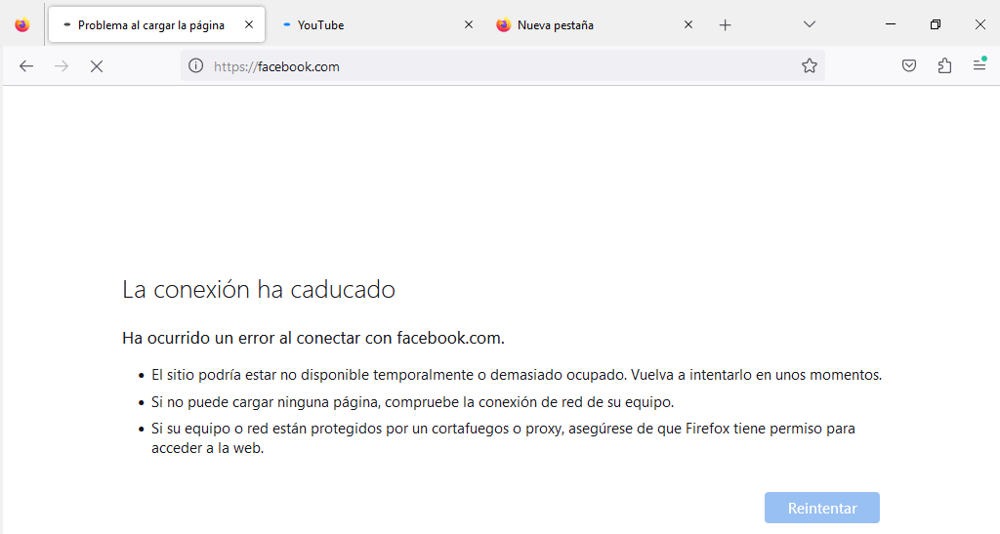 Problema al cargar la página
YouTube
Nueva pestaña
https://facebook.com
La conexión ha caducado
Ha ocurrido un error al conectar con facebook.com.
• El sitio podría estar no disponible temporalmente o demasiado ocupado. Vuelva a intentarlo en unos momentos.
• Si no puede cargar ninguna página, compruebe la conexión de red de su equipo.
• Si su equipo o red están protegidos por un cortafuegos o proxy, asegúrese de que Firefox tiene permiso para
acceder a la web.
Reintentar